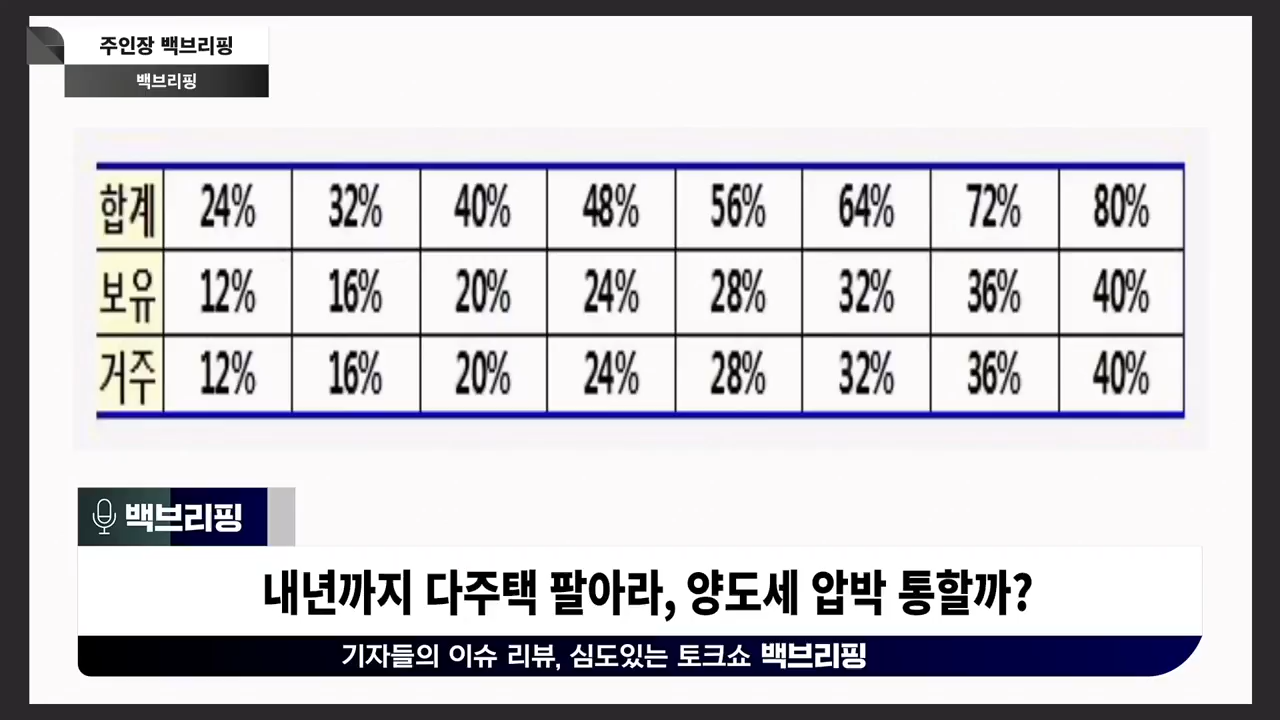 주인장 백브리핑
백브리핑
합계 24% 32% 40% 48% 56% 64% 72% 80%
보유 12% 16% 20% 24% 28% 32% 36% 40%
거주 12% 16% 20% 24% 28% 32% 36% 40%
백브리핑
내년까지 다주택 팔아라, 양도세 압박 통할까?
기자들의 이슈 리뷰, 심도있는 토크쇼 백브리핑